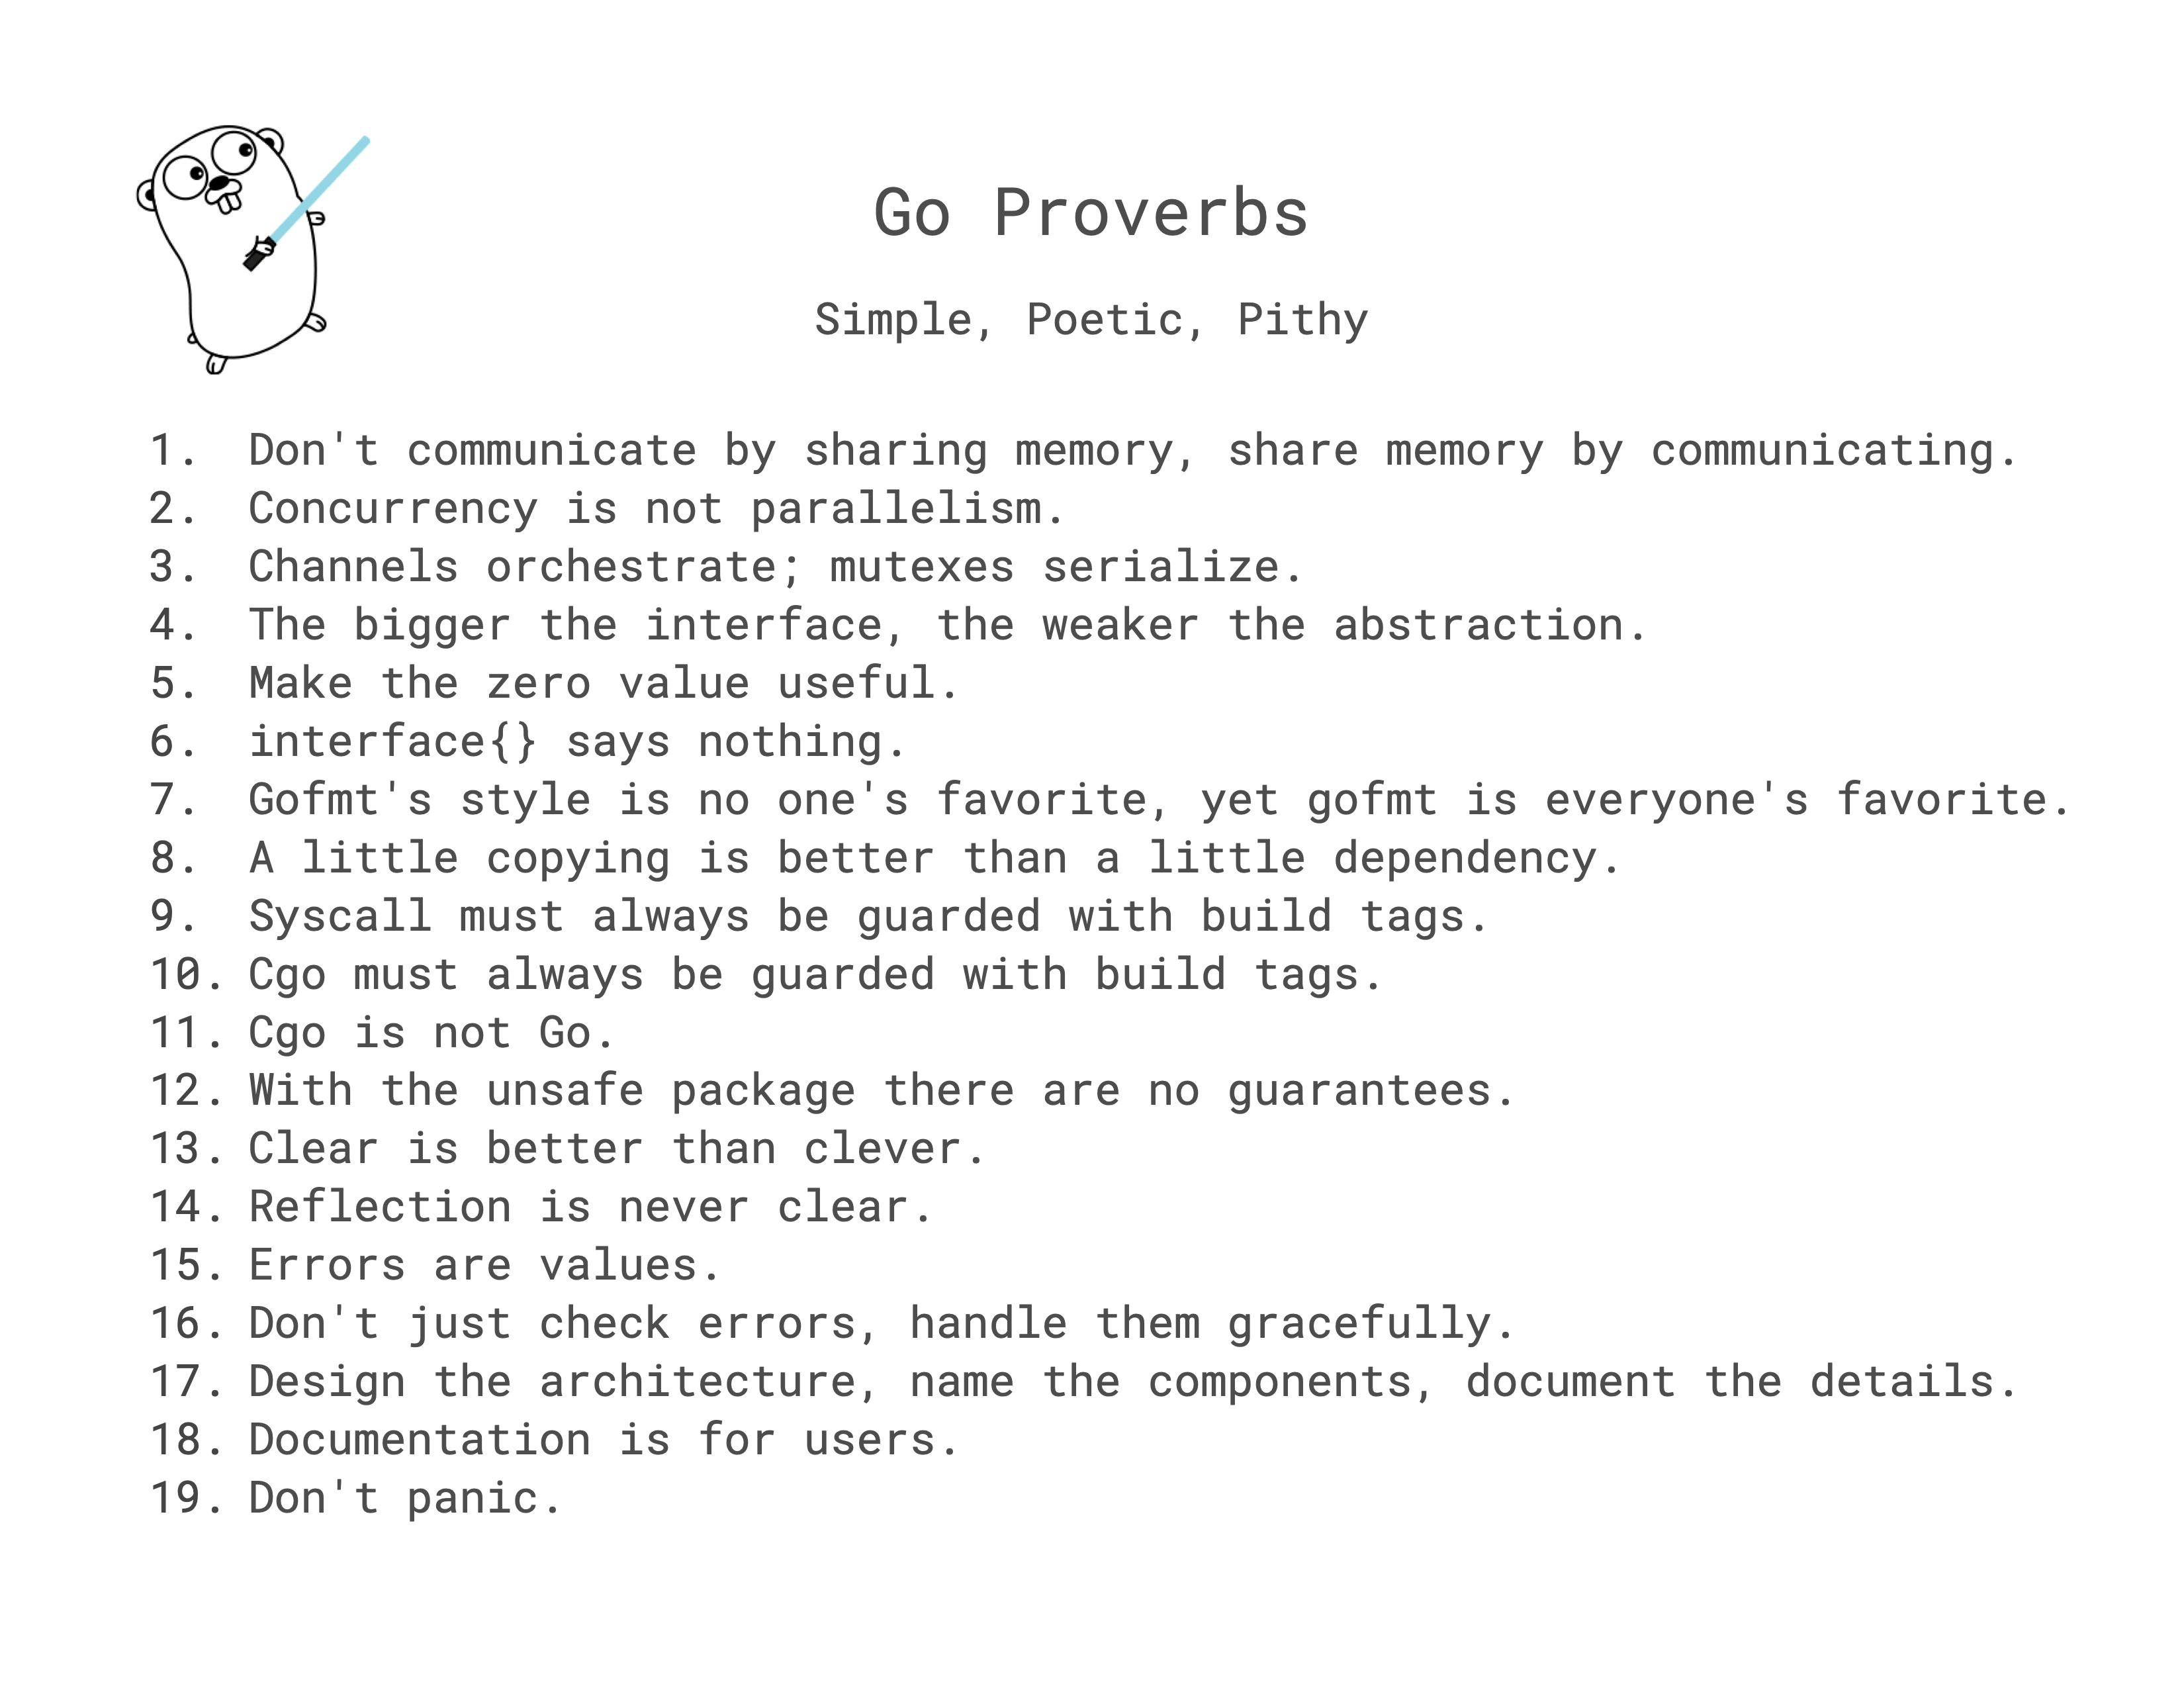 Go Proverbs
Simple, Poetic, Pithy
1. Don't communicate by sharing memory, share memory by communicating.
2. Concurrency is not parallelism.
3. Channels orchestrate; mutexes serialize.
4. The bigger the interface, the weaker the abstraction.
5. Make the zero value useful.
6. interface{} says nothing.
7. Gofmt's style is no one's favorite, yet gofmt is everyone's favorite.
8. A little copying is better than a little dependency.
9. Syscall must always be guarded with build tags.
10. Cgo must always be guarded with build tags.
11. Cgo is not Go.
12. With the unsafe package there are no guarantees.
13. Clear is better than clever.
14. Reflection is never clear.
15. Errors are values.
16. Don't just check errors, handle them gracefully.
17. Design the architecture, name the components, document the details.
18. Documentation is for users.
19. Don't panic.